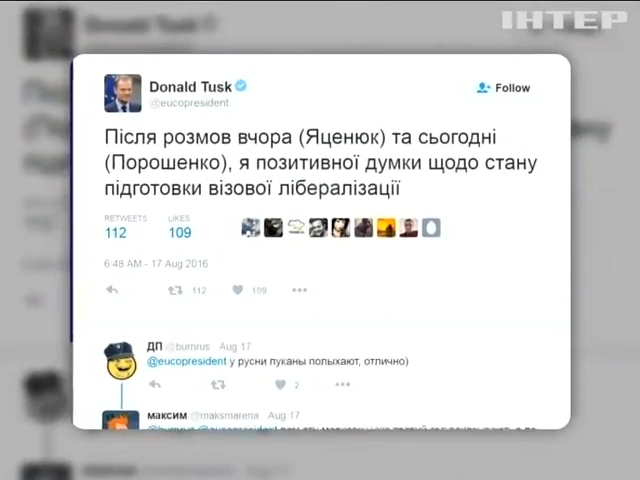 ІНТЕР
Donald Tusk
@eucopresident
Follow
Після розмов вчора (Яценюк) та сьогодні
(Порошенко), я позитивної думки щодо стану
підготовки візової лібералізації
RETWEETS
LIKES
112
109
6:48 AM - 17 Aug 2016
112
109
ДП @burnrus Aug 17
@eucopresident у русни пуканы полыхают, отлично)
2
максим @maksmarena Aug 17